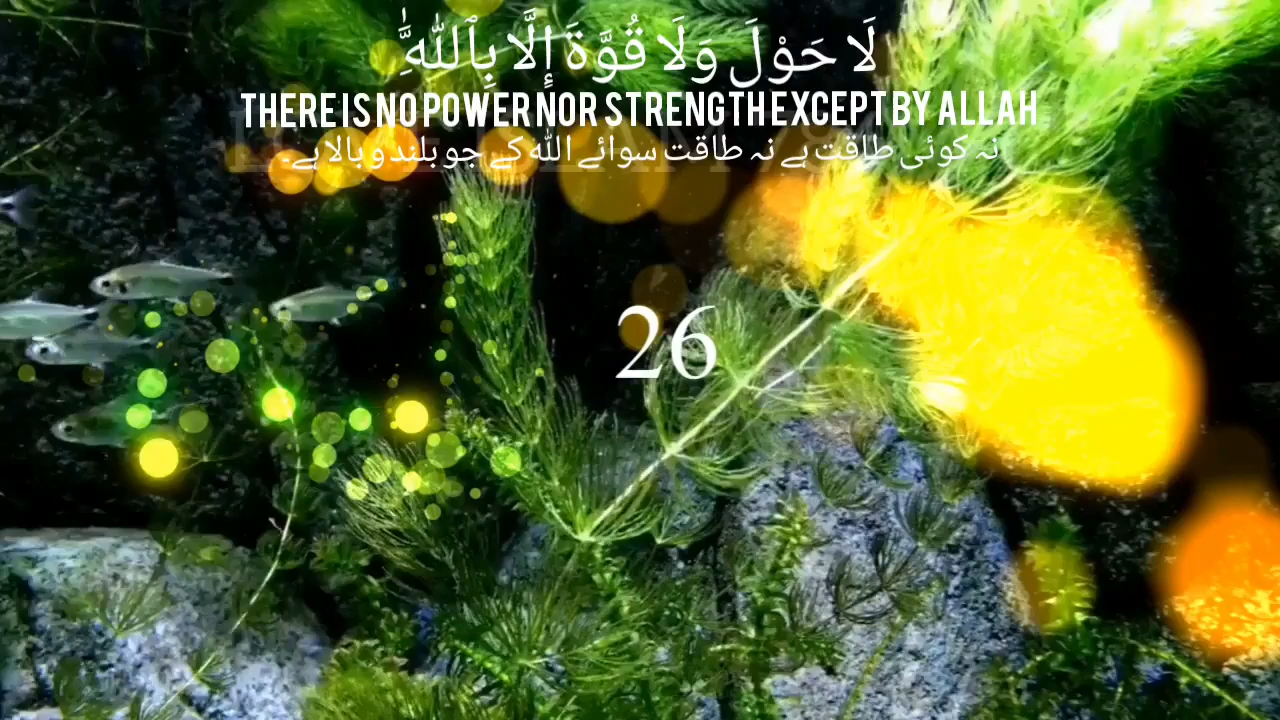 لَا حَوْلَ وَلَا قُوَّةَ إِلَّا بِٱللَّٰهِ
THERE IS NO POWER NOR STRENGTH EXCEPT BY ALLAH
نہ کوئی طاقت ہے نہ طاقت سوائے اللہ کے جو بلند و بالا ہے۔
26